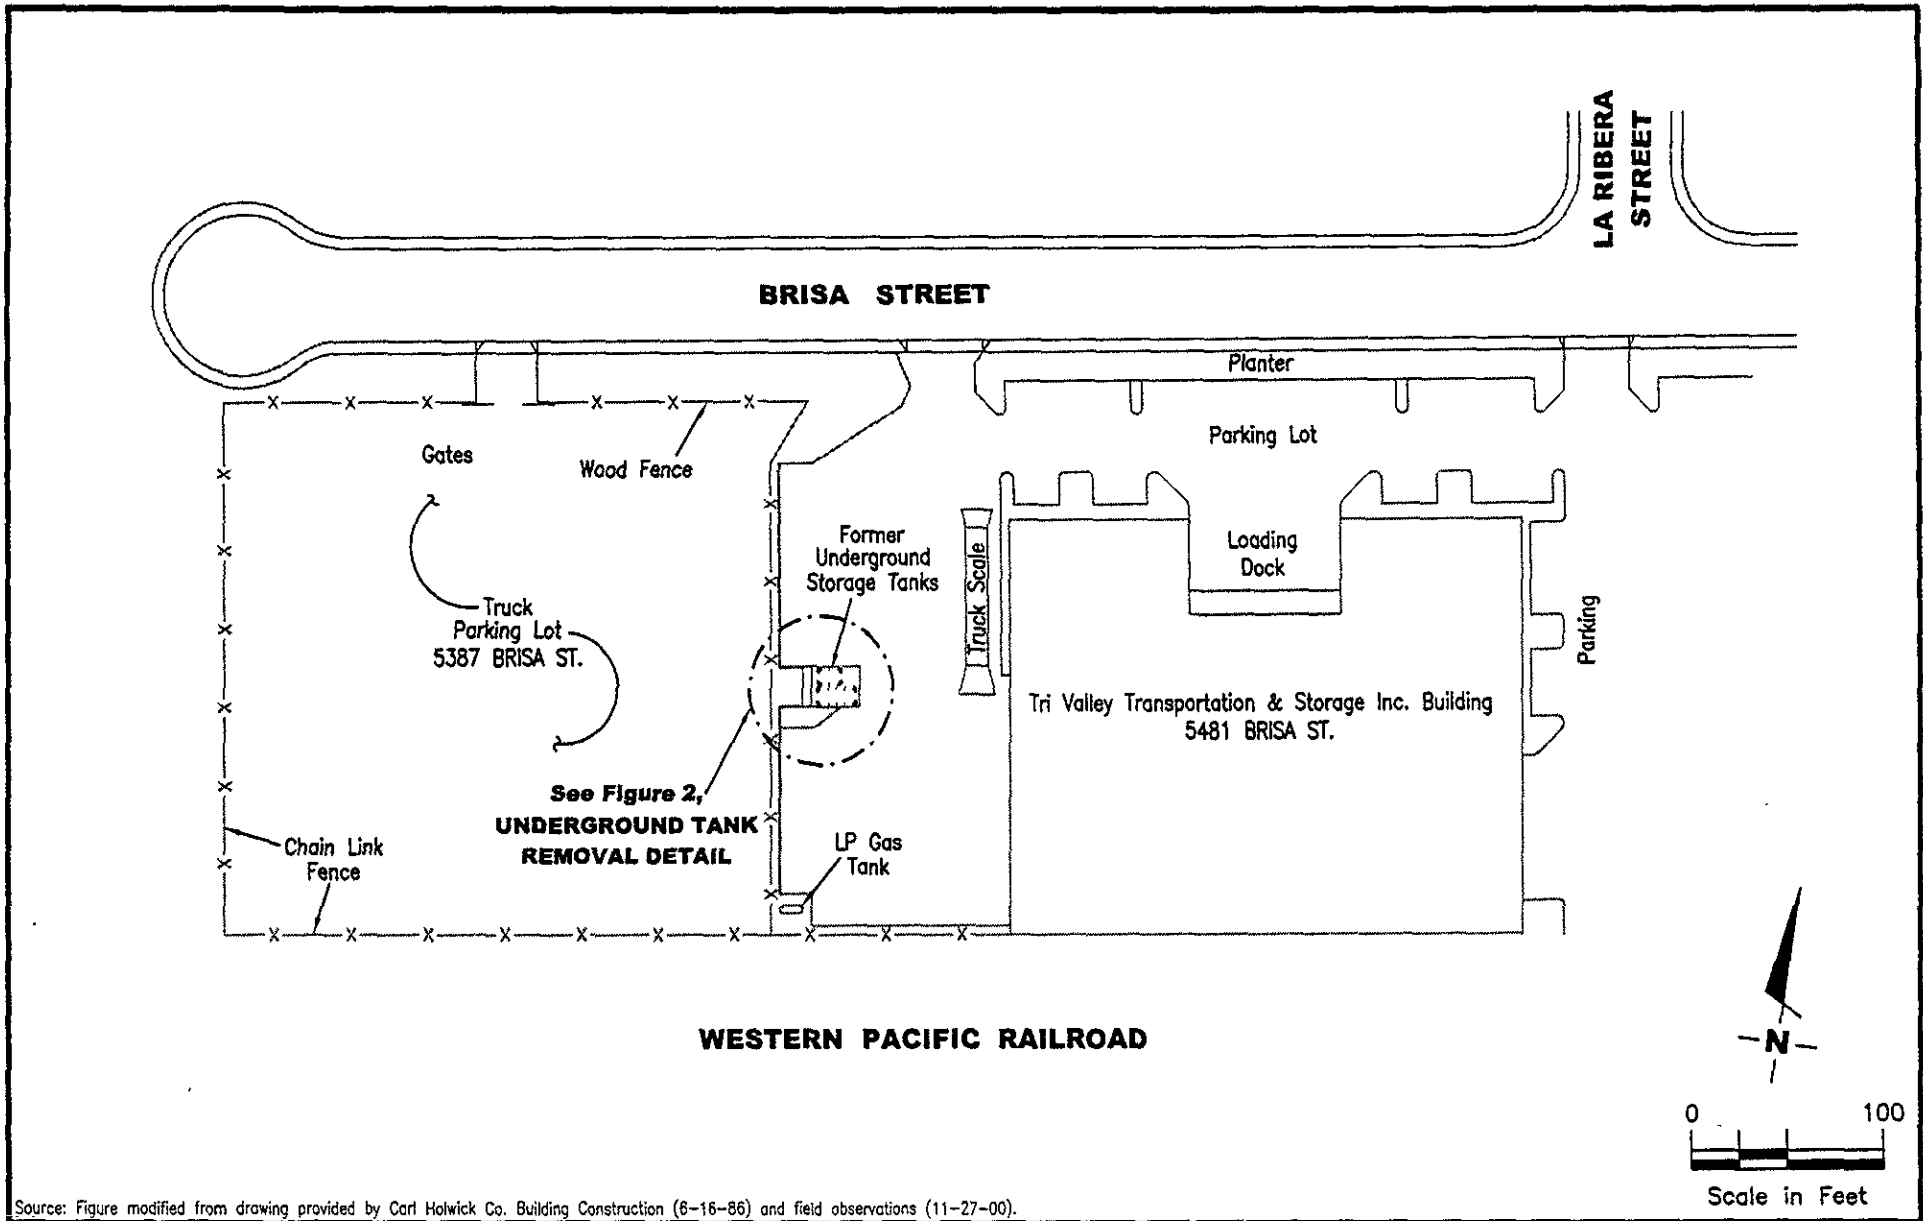 LA RIBERA
STREET
BRISA STREET
Planter
Parking Lot
Gates
Wood Fence
Former
Underground
Storage Tanks
Truck Scale
Loading
Dock
Parking
Truck
Parking Lot
5387 BRISA ST.
Tri Valley Transportation & Storage Inc. Building
5481 BRISA ST.
See Figure 2,
UNDERGROUND TANK
REMOVAL DETAIL
LP Gas
Tank
Chain Link
Fence
WESTERN PACIFIC RAILROAD
N
0 100
Scale in Feet
Source: Figure modified from drawing provided by Carl Holwick Co. Building Construction (6-16-86) and field observations (11-27-00).